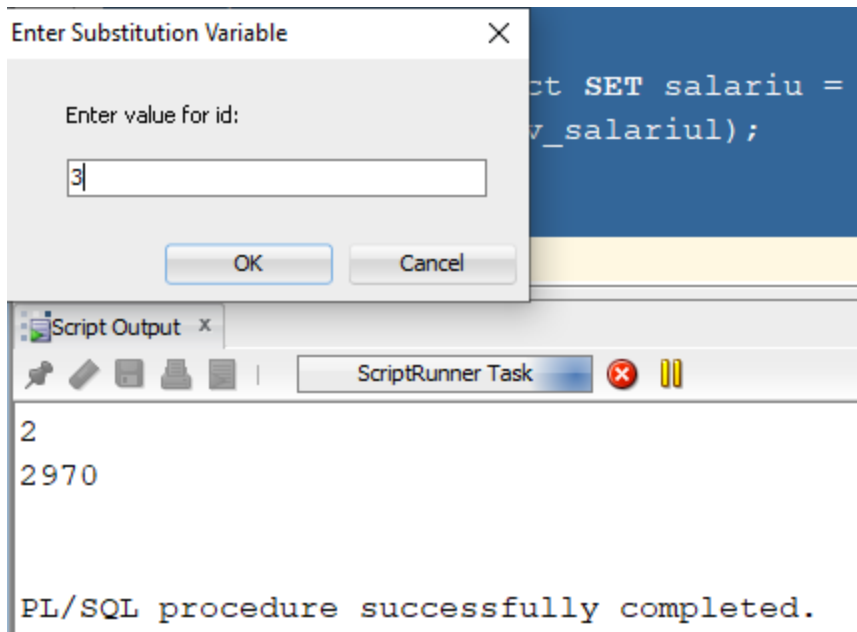 Enter Substitution Variable
ct SET salariu =
Enter value for id:
v_salariul);
3
OK
Cancel
Script Output
ScriptRunner Task
2
2970
PL/SQL procedure successfully completed.